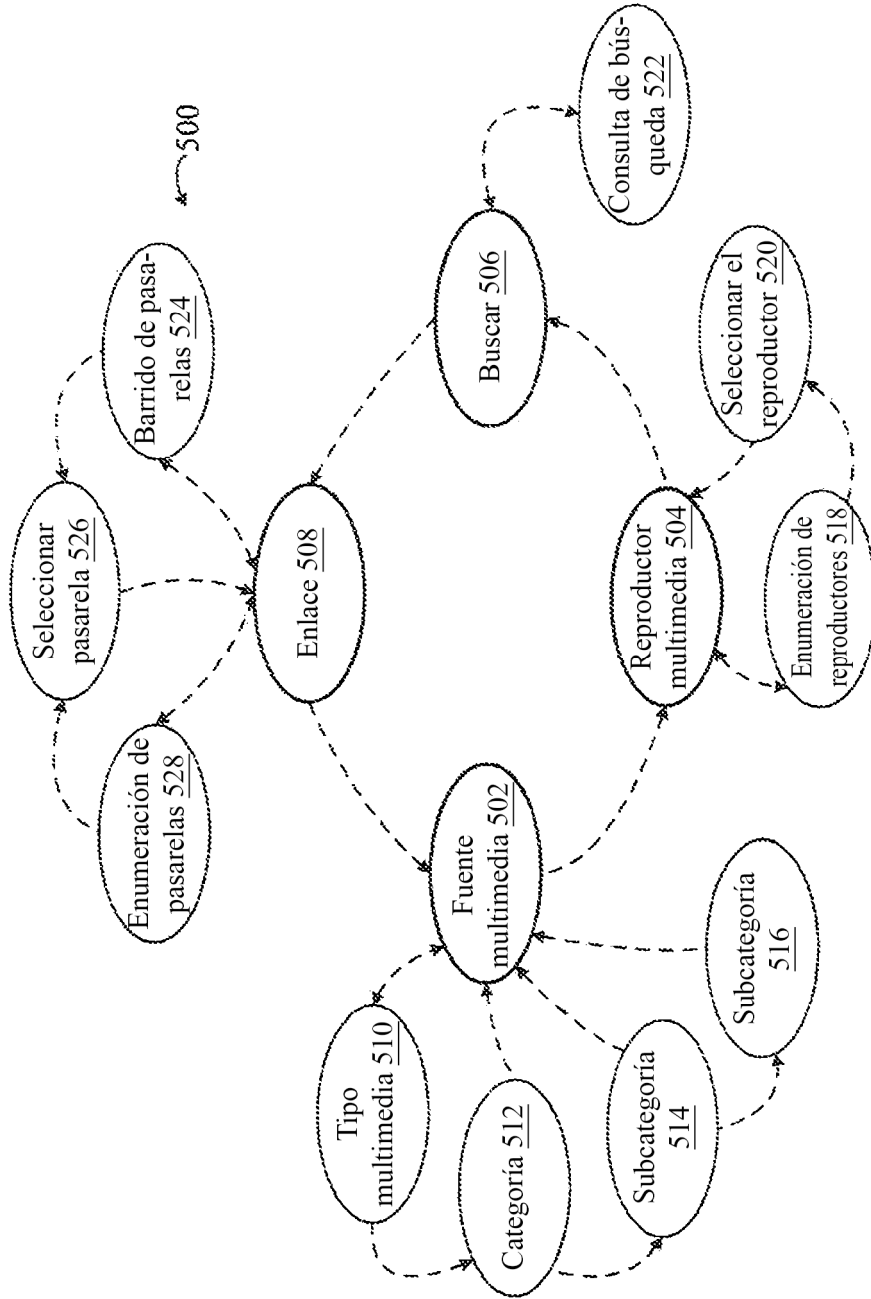 500
Enumeración de
pasarelas 528
Seleccionar
pasarela 526
Barrido de pasa-
relas 524
Enlace 508
Tipo
multimedia 510
Fuente
multimedia 502
Buscar 506
Categoría 512
Consulta de bús-
queda 522
Subcategoría
514
Subcategoría
516
Reproductor
multimedia 504
Seleccionar el
reproductor 520
Enumeración de
reproductores 518